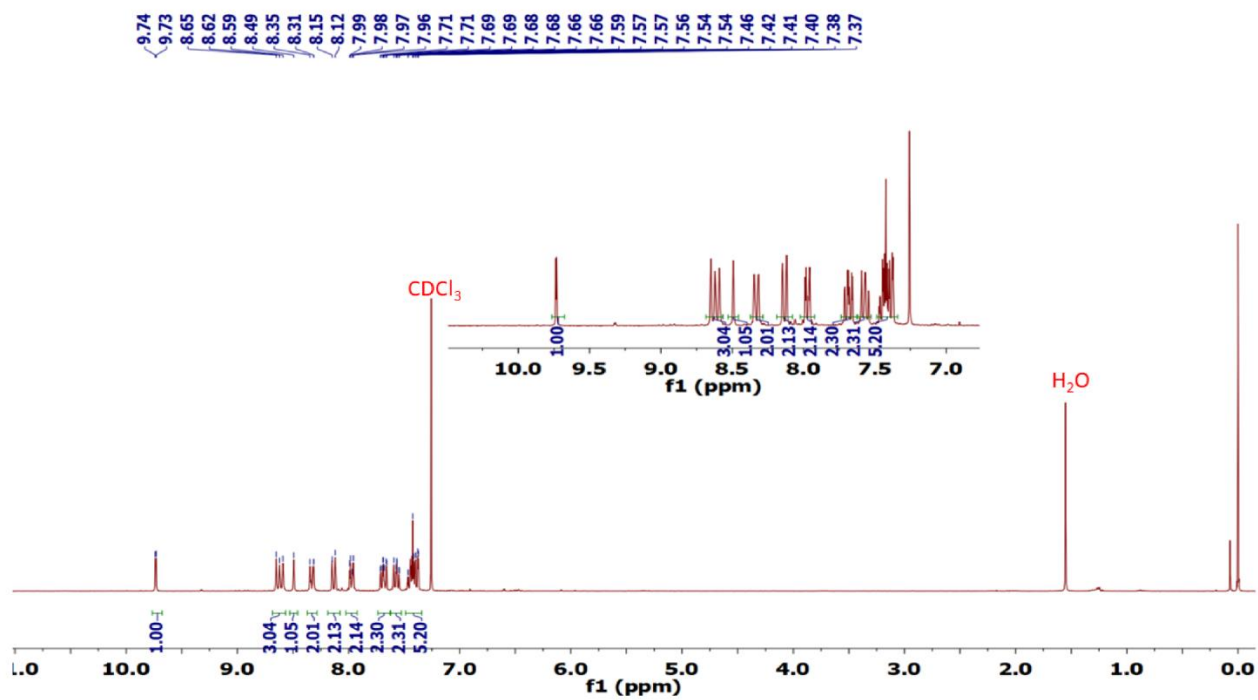 9.74 9.73 8.65 8.62 8.59 8.49 8.35 8.31 8.15 8.12 7.99 7.98 7.97 7.96 7.71 7.71 7.69 7.69 7.68 7.68 7.66 7.66 7.59 7.57 7.57 7.56 7.54 7.54 7.46 7.42 7.41 7.40 7.38 7.37
CDCl₃
1.00 3.04 1.05 2.01 2.13 2.14 2.30 2.31 5.20
10.0 9.5 9.0 8.5 8.0 7.5 7.0
f1 (ppm)
H₂O
1.00 3.04 1.05 2.01 2.13 2.14 2.30 2.31 5.20
1.0 10.0 9.0 8.0 7.0 6.0 5.0 4.0 3.0 2.0 1.0 0.0
f1 (ppm)